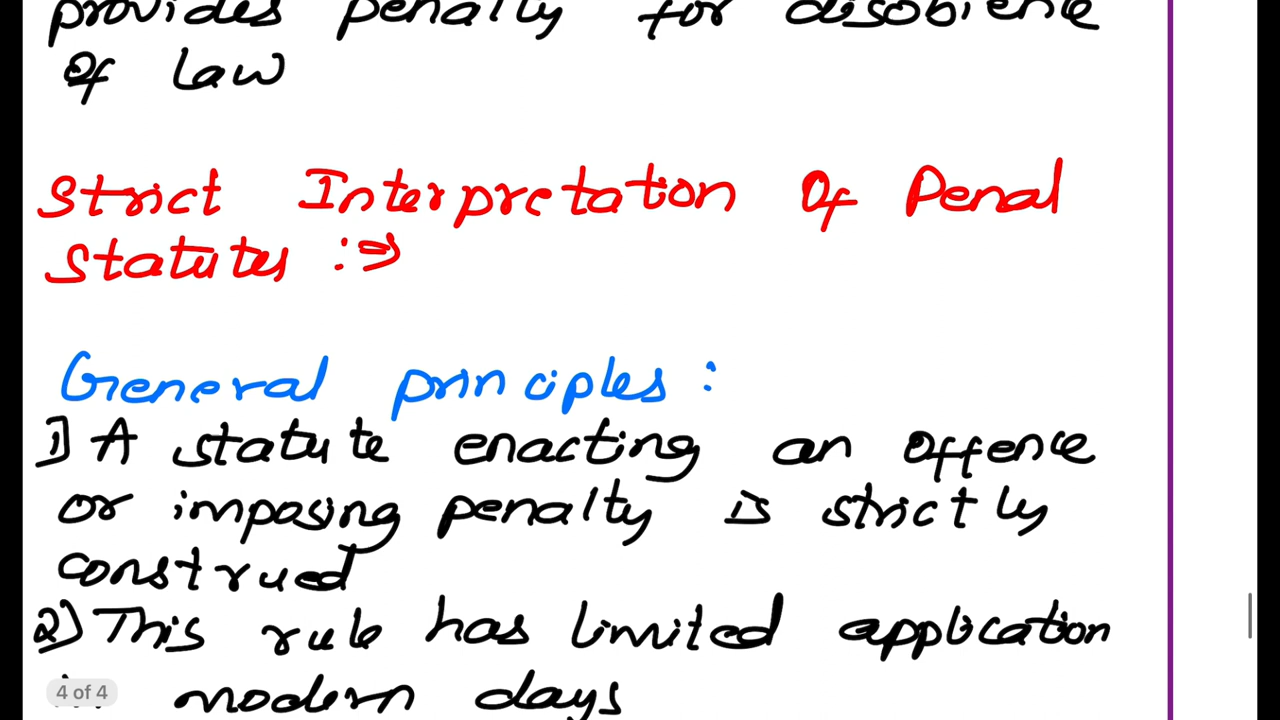 provides penalty for disobience
of law
Strict Interpretation Of Penal
Statutes :⇒
General principles :
1) A statute enacting an offence
or imposing penalty is strictly
construed
2) This rule has limited application
modern days
4 of 4